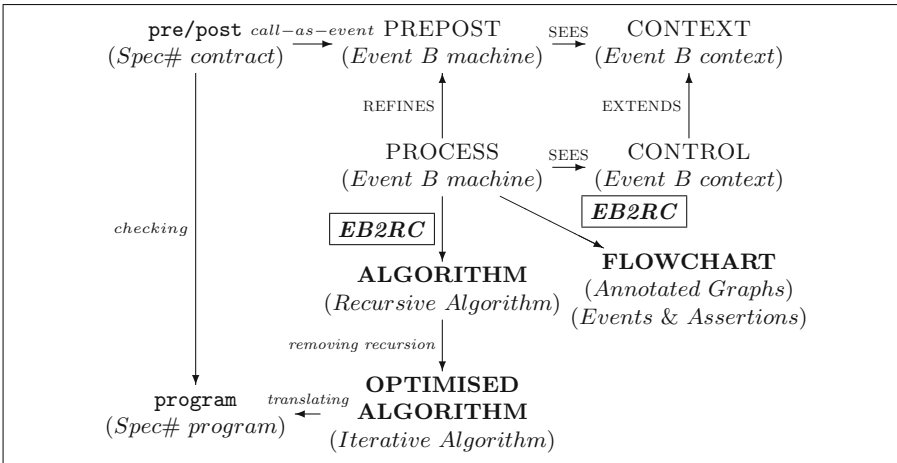 pre/post call−as−event PREPOST SEES CONTEXT
(Spec# contract) (Event B machine) (Event B context)
REFINES EXTENDS
PROCESS SEES CONTROL
(Event B machine) (Event B context)
EB2RC
checking EB2RC
ALGORITHM FLOWCHART
(Recursive Algorithm) (Annotated Graphs)
(Events & Assertions)
removing recursion
OPTIMISED
program translating ALGORITHM
(Spec# program) (Iterative Algorithm)